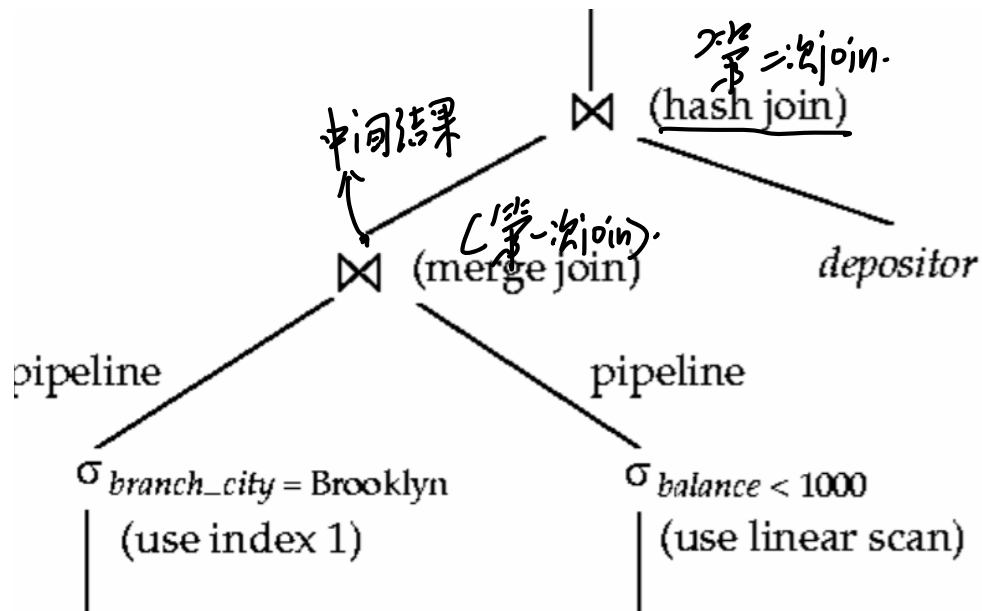 第二次join.
(hash join)
中间结果
(第一次join).
(merge join)
depositor
pipeline
pipeline
σ branch_city = Brooklyn
σ balance < 1000
(use index 1)
(use linear scan)